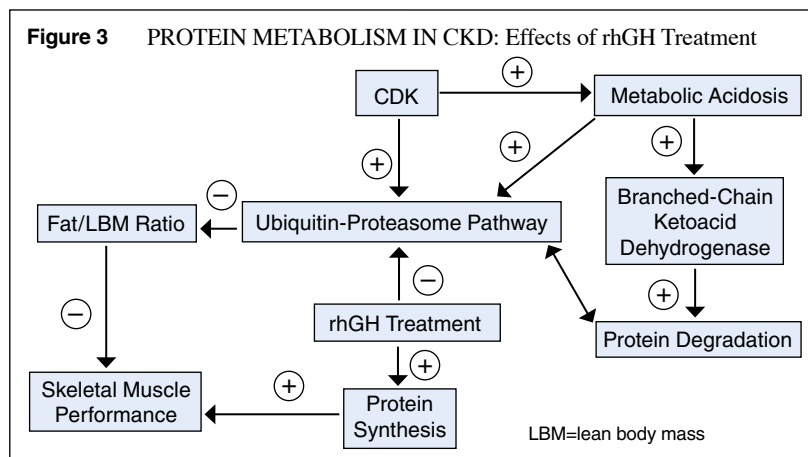 Figure 3 PROTEIN METABOLISM IN CKD: Effects of rhGH Treatment
CDK
+
Metabolic Acidosis
+
+
+
−
Fat/LBM Ratio
Ubiquitin-Proteasome Pathway
Branched-Chain
Ketoacid
Dehydrogenase
−
−
+
rhGH Treatment
Protein Degradation
+
Skeletal Muscle
Performance
+
Protein
Synthesis
LBM=lean body mass